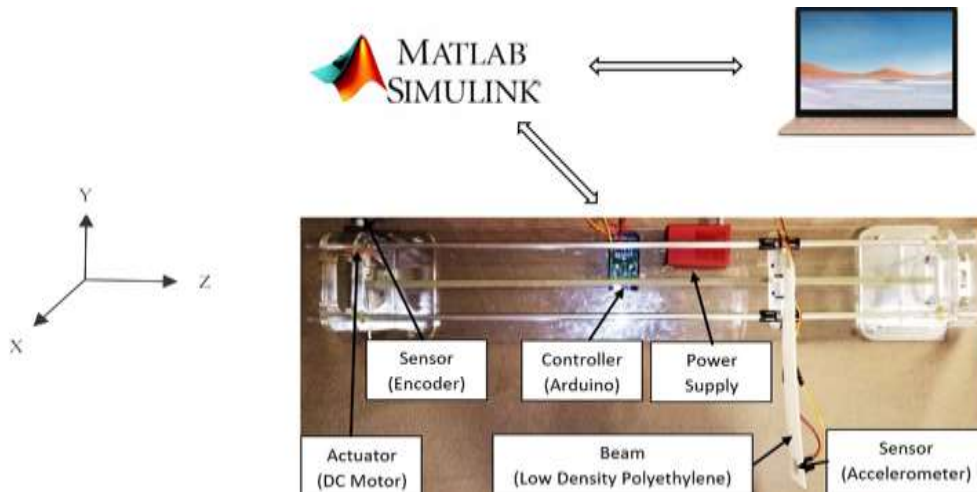 MATLAB
SIMULINK®
Y
Z
X
Sensor
(Encoder)
Controller
(Arduino)
Power
Supply
Actuator
(DC Motor)
Beam
(Low Density Polyethylene)
Sensor
(Accelerometer)